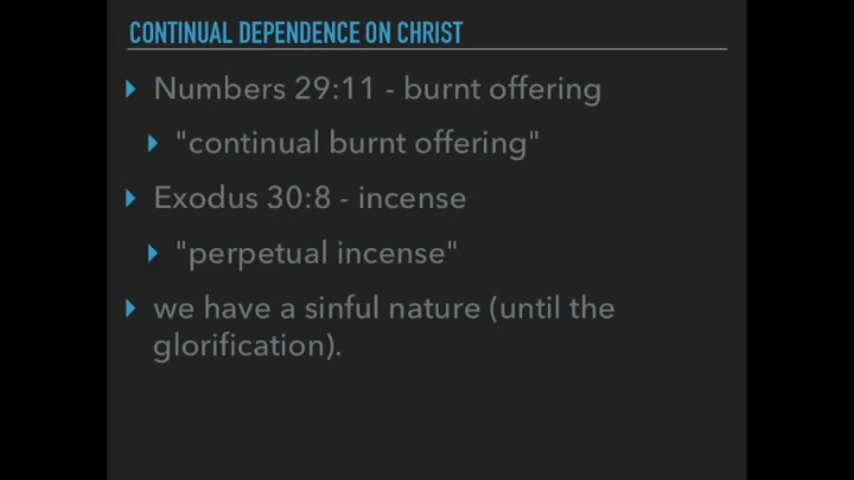 CONTINUAL DEPENDENCE ON CHRIST
Numbers 29:11 - burnt offering
"continual burnt offering"
Exodus 30:8 - incense
"perpetual incense"
we have a sinful nature (until the
glorification).